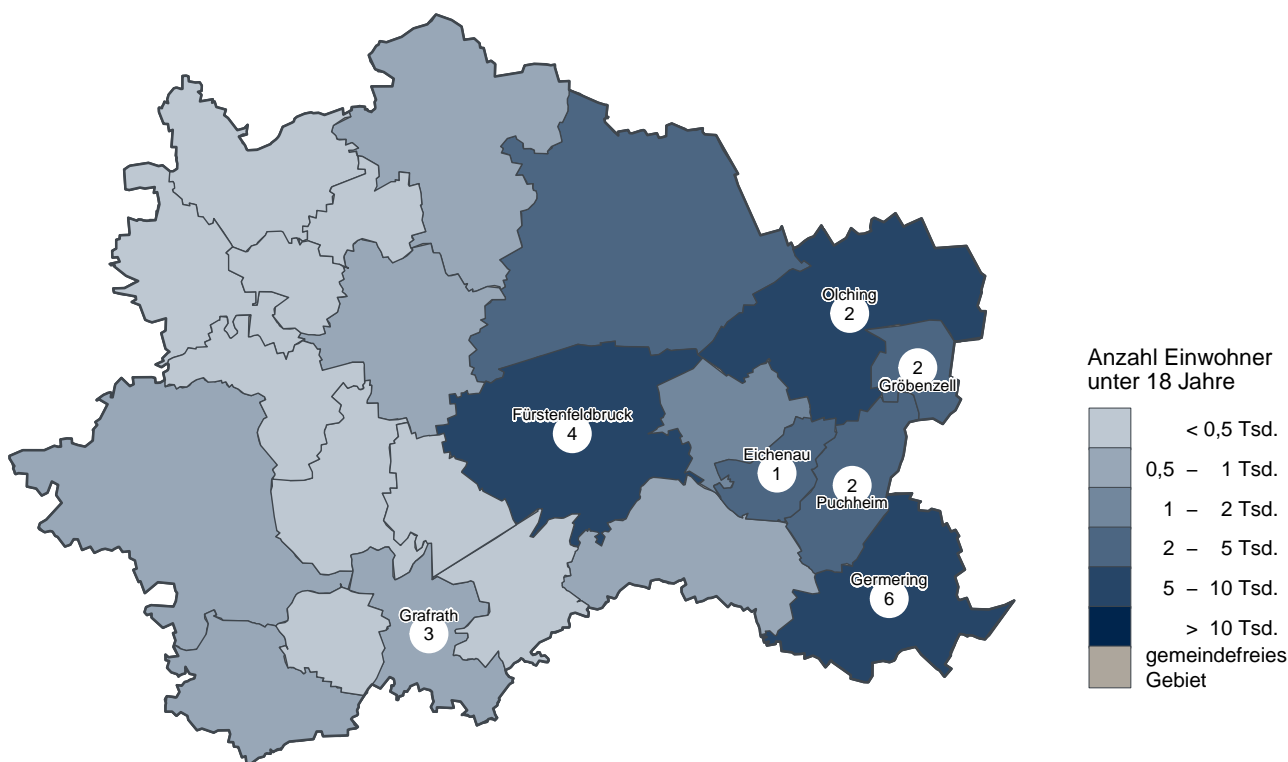 Olching
2
2
Gröbenzell
Fürstenfeldbruck
4
Eichenau
1
2
Puchheim
Germering
6
Grafrath
3
Anzahl Einwohner
unter 18 Jahre
< 0,5 Tsd.
0,5 – 1 Tsd.
1 – 2 Tsd.
2 – 5 Tsd.
5 – 10 Tsd.
> 10 Tsd.
gemeindefreies
Gebiet